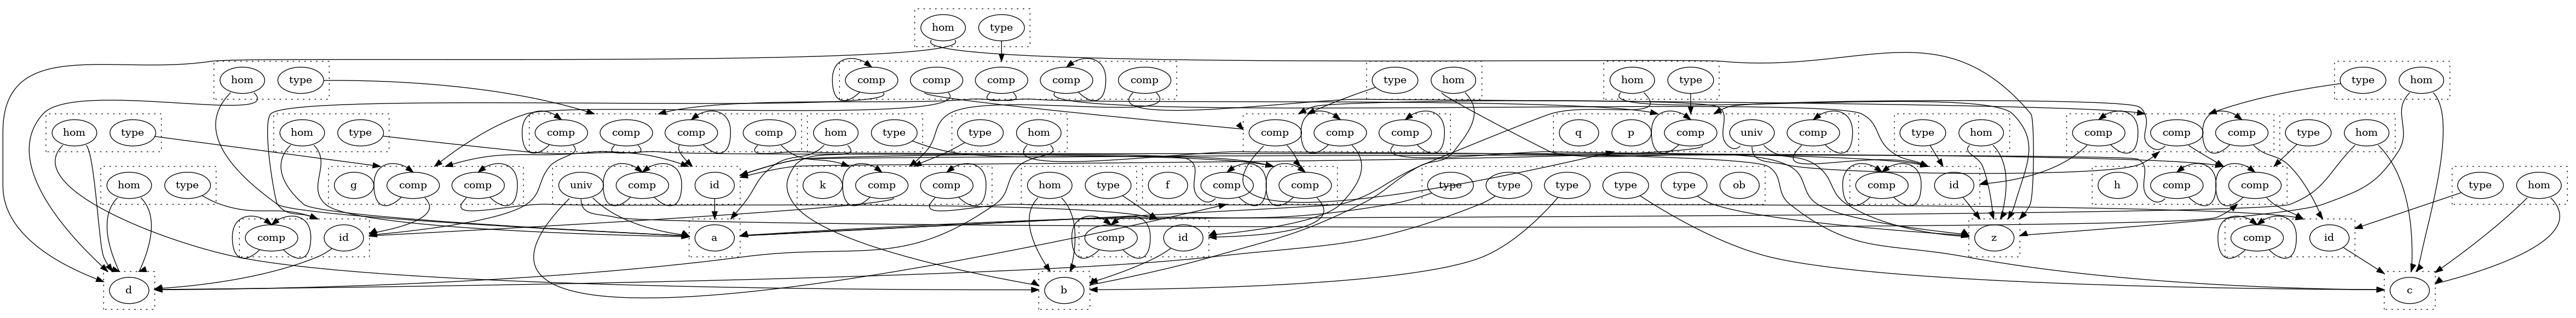 hom type
hom type comp comp comp comp comp type hom hom type type hom
hom type hom type comp comp comp comp hom type type hom comp comp comp q p comp univ comp type hom comp comp comp type hom
hom type g comp comp univ comp id k comp comp hom type f comp comp type type type type type ob comp id h comp comp type hom
comp id a comp id z comp id
d b c